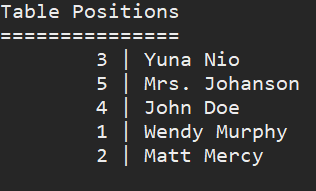 Table Positions
===============
        3 | Yuna Nio
        5 | Mrs. Johanson
        4 | John Doe
        1 | Wendy Murphy
        2 | Matt Mercy